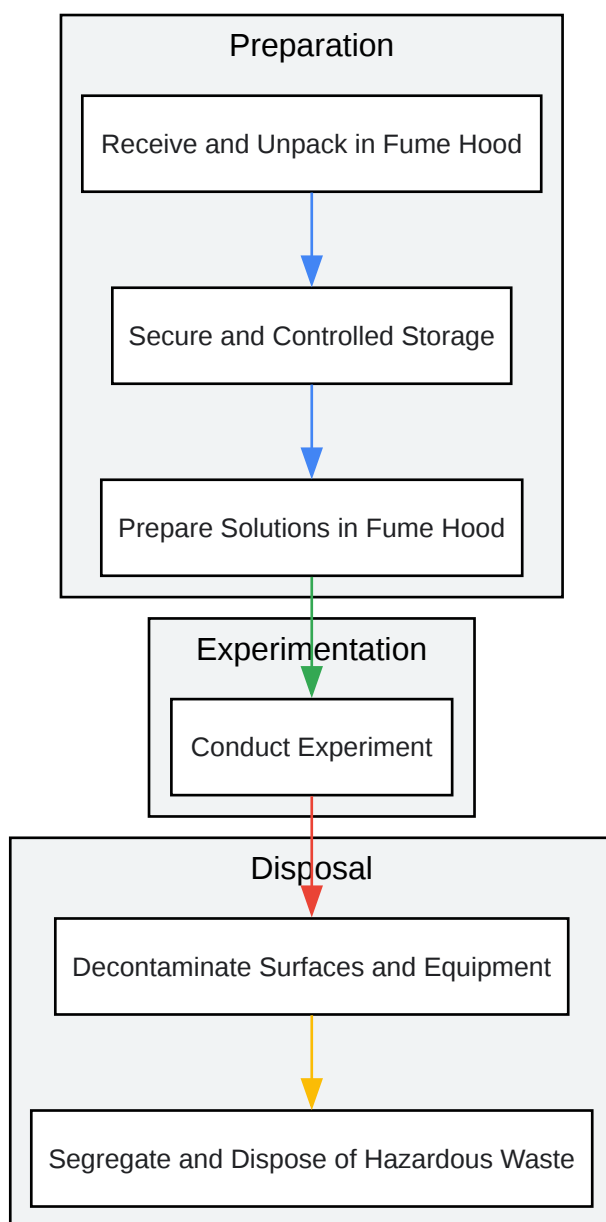 Preparation
Receive and Unpack in Fume Hood
Secure and Controlled Storage
Prepare Solutions in Fume Hood
Experimentation
Conduct Experiment
Disposal
Decontaminate Surfaces and Equipment
Segregate and Dispose of Hazardous Waste